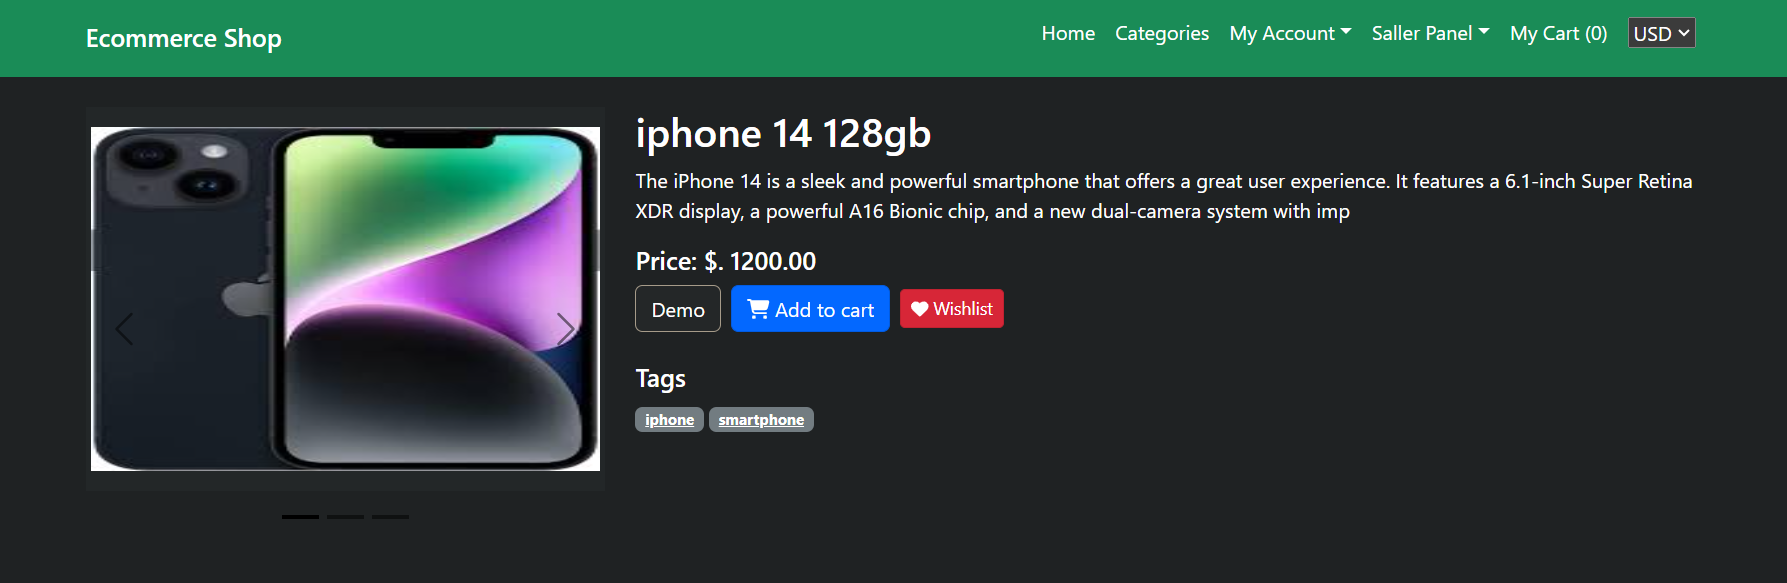 Ecommerce Shop
Home Categories My Account Saller Panel My Cart (0) USD
iphone 14 128gb
The iPhone 14 is a sleek and powerful smartphone that offers a great user experience. It features a 6.1-inch Super Retina
XDR display, a powerful A16 Bionic chip, and a new dual-camera system with imp
Price: $. 1200.00
Demo Add to cart Wishlist
Tags
iphone smartphone